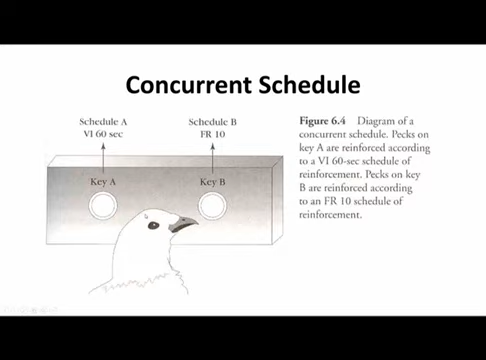 Concurrent Schedule
Schedule A
VI 60 sec
Schedule B
FR 10
Key A
Key B
Figure 6.4 Diagram of a
concurrent schedule. Pecks on
key A are reinforced according
to a VI 60-sec schedule of
reinforcement. Pecks on key
B are reinforced according
to an FR 10 schedule of
reinforcement.